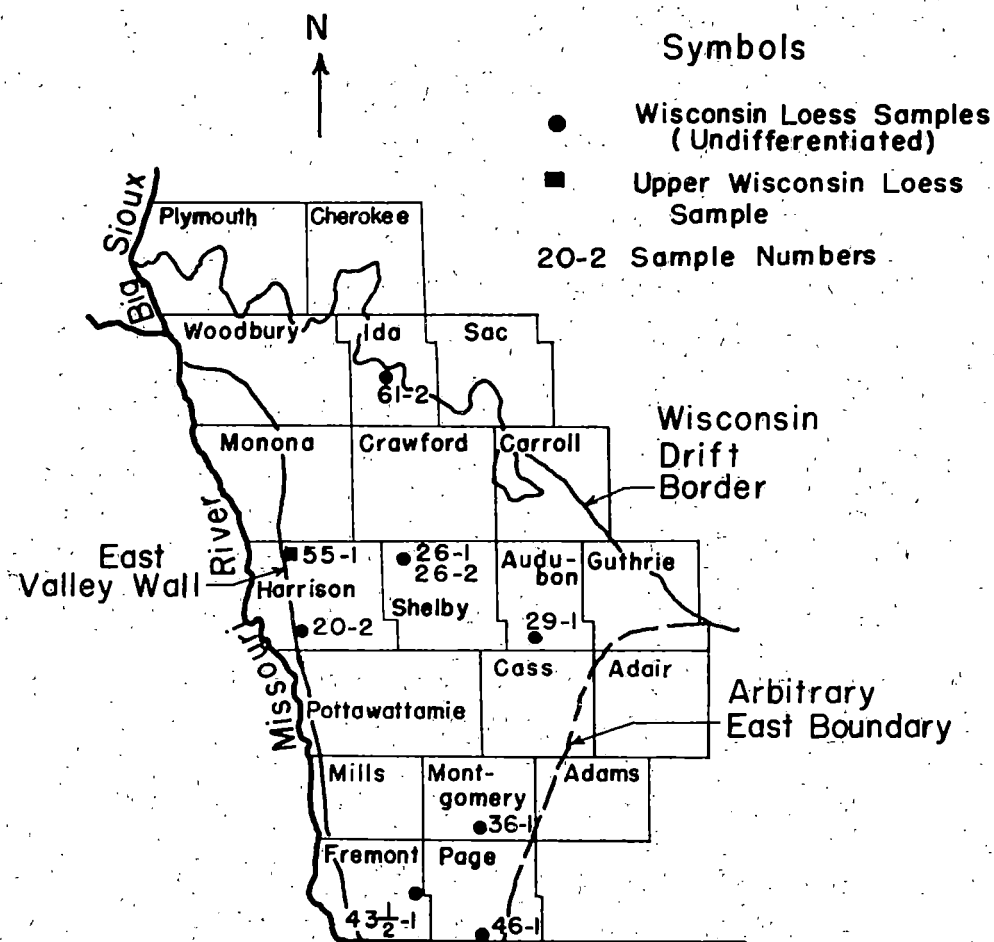 N
Symbols
Wisconsin Loess Samples
(Undifferentiated)
Upper Wisconsin Loess
Sample
20-2 Sample Numbers
Big Sioux
Plymouth
Cherokee
Woodbury
Ida
Sac
61-2
Monona
Crawford
Carroll
Wisconsin
Drift
Border
Missouri River
East
Valley Wall
55-1
Harrison
20-2
26-1
26-2
Shelby
Audu-
bon
29-1
Guthrie
Cass
Adair
Arbitrary
East Boundary
Pottawattamie
Mills
Mont-
gomery
36-1
Adams
Fremont
Page
43½-1
46-1